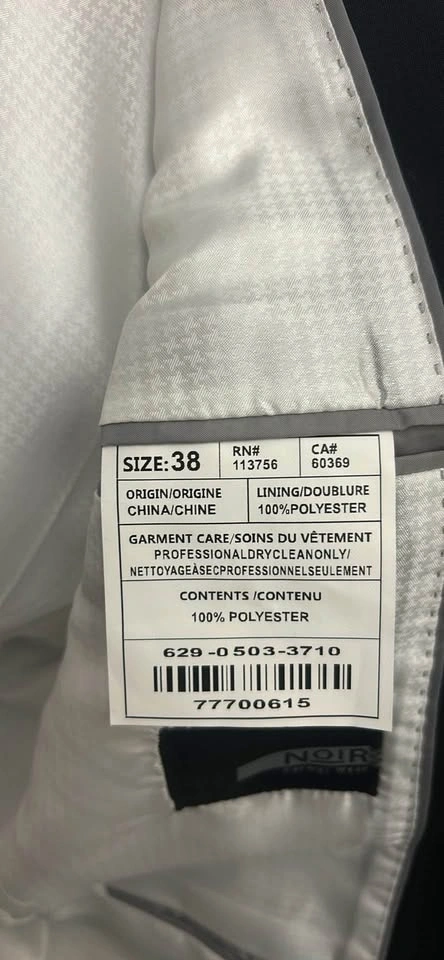 SIZE:38
RN#
113756
CA#
60369
ORIGIN/ORIGINE
CHINA/CHINE
LINING/DOUBLURE
100%POLYESTER
GARMENT CARE/SOINS DU VÊTEMENT
PROFESSIONALDRYCLEANONLY/
NETTOYAGEÀSECPROFESSIONNELSEULEMENT
CONTENTS /CONTENU
100% POLYESTER
629-0503-3710
77700615
NOIR